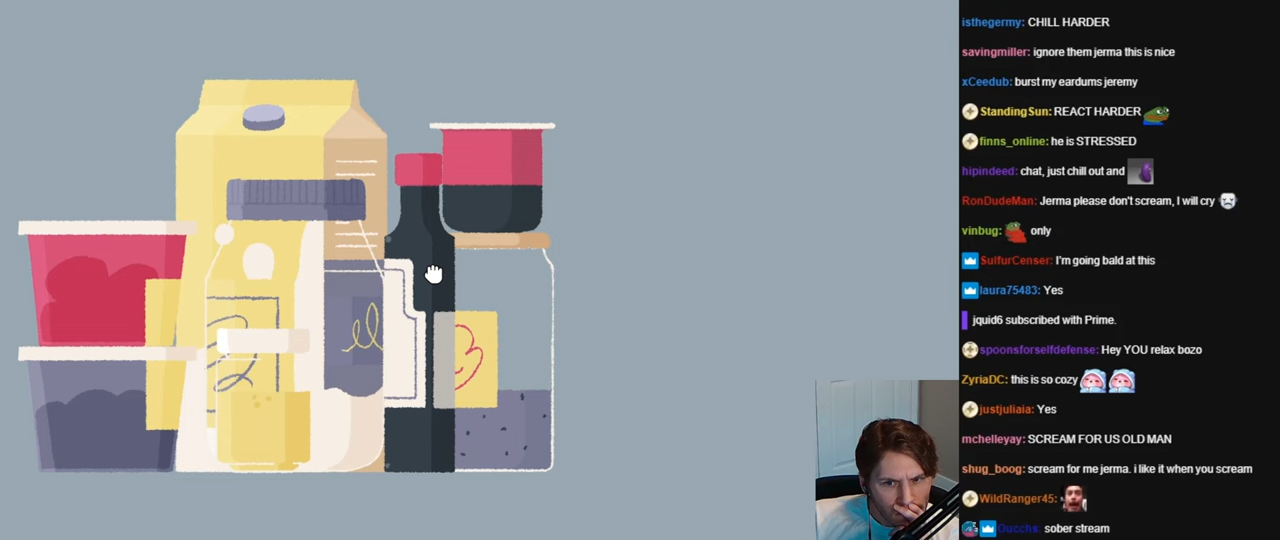 isthegermy: CHILL HARDER
savingmiller: ignore them jerma this is nice
xCeedub: burst my eardums jeremy
StandingSun: REACT HARDER
finns_online: he is STRESSED
hipindeed: chat, just chill out and
RonDudeMan: Jerma please don't scream, I will cry
vinbug: only
SulfurCenser: I'm going bald at this
laura75483: Yes
jquid6 subscribed with Prime.
spoonsforselfdefense: Hey YOU relax bozo
ZyriaDC: this is so cozy
justjuliaia: Yes
mchelleyay: SCREAM FOR US OLD MAN
shug_boog: scream for me jerma. i like it when you scream
WildRanger45:
Oucchs: sober stream